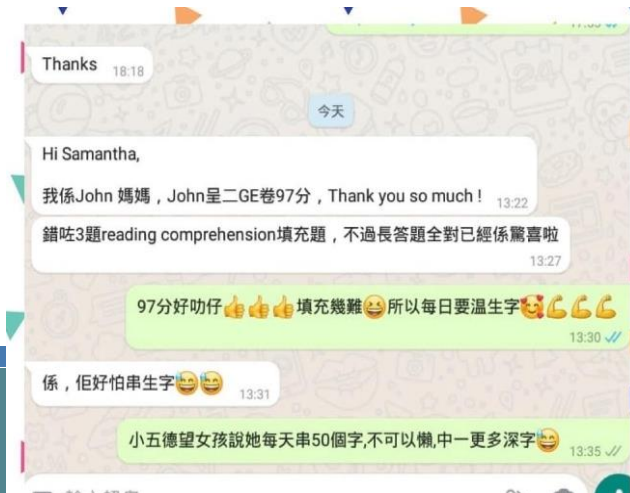 Thanks 18:18
今天
Hi Samantha,
我係John 媽媽，John呈二GE卷97分，Thank you so much ! 13:22
錯咗3題reading comprehension填充題，不過長答題全對已經係驚喜啦
13:27
97分好叻仔👍👍👍填充幾難😆所以每日要温生字🥰💪💪💪
13:30
係，佢好怕串生字😅😅 13:31
小五德望女孩說她每天串50個字,不可以懶,中一更多深字😅 13:35